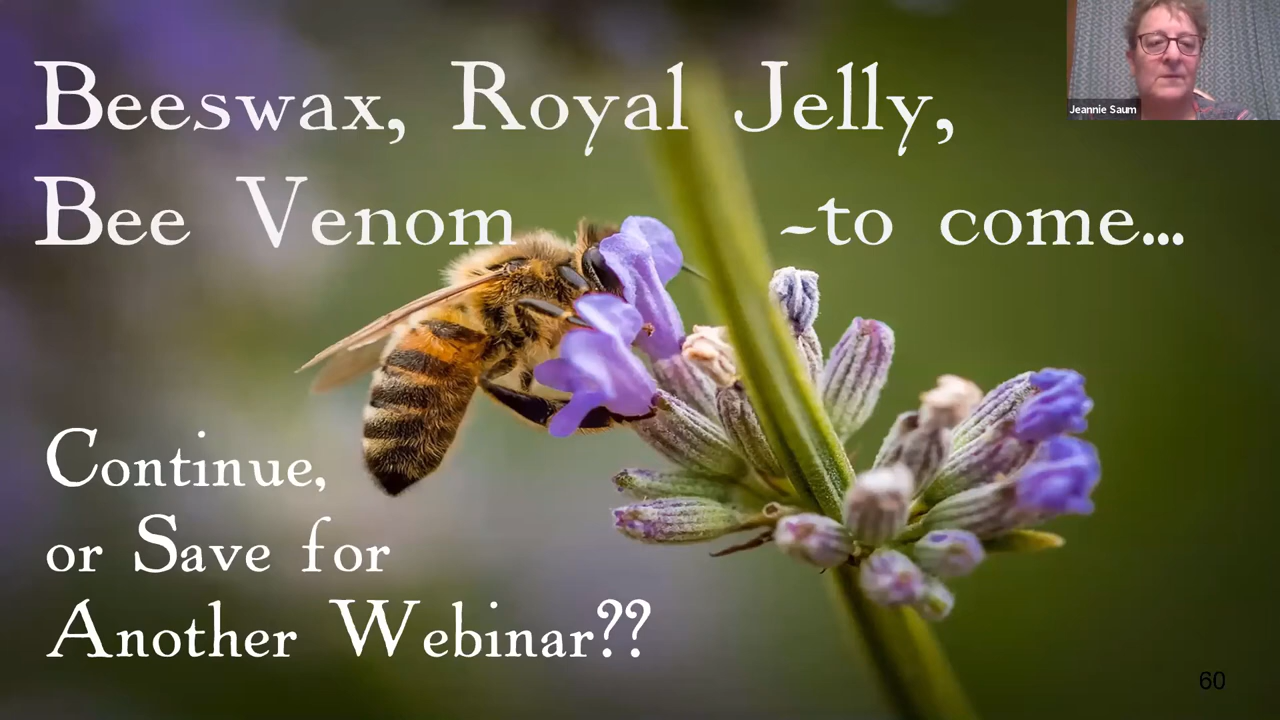 Beeswax, Royal Jelly,
Bee Venom -to come...
Jeannie Saum
Continue,
or Save for
Another Webinar??
60